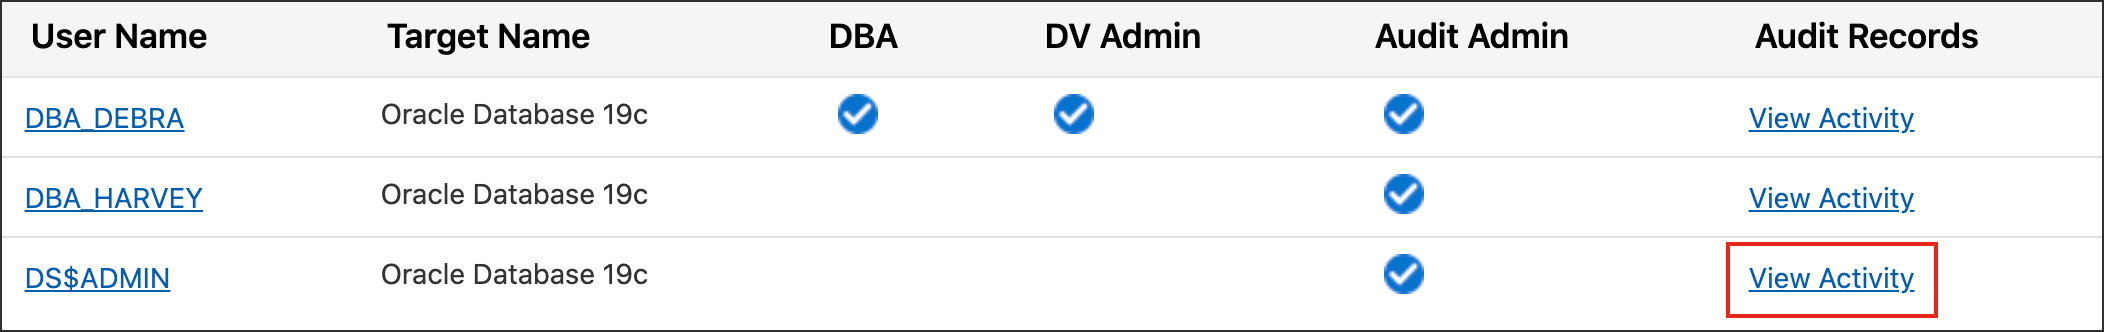 User Name Target Name DBA DV Admin Audit Admin Audit Records
DBA_DEBRA Oracle Database 19c View Activity
DBA_HARVEY Oracle Database 19c View Activity
DS$ADMIN Oracle Database 19c View Activity